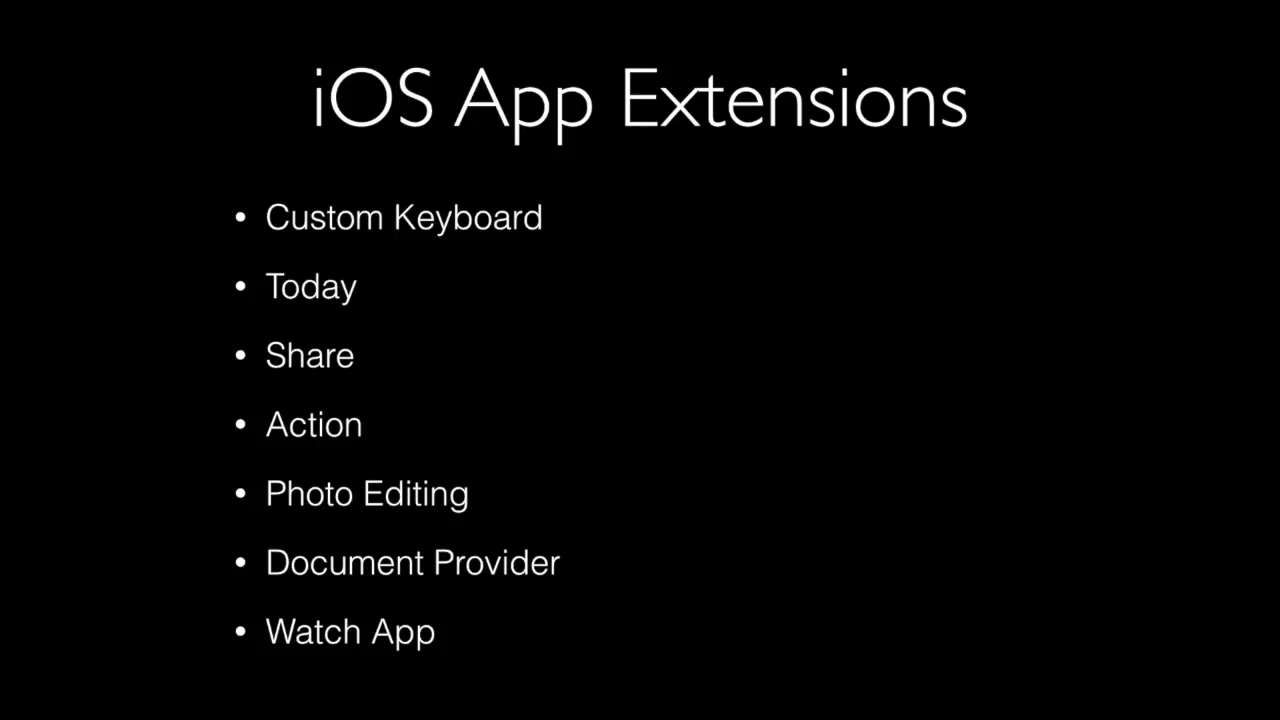 iOS App Extensions
• Custom Keyboard
• Today
• Share
• Action
• Photo Editing
• Document Provider
• Watch App